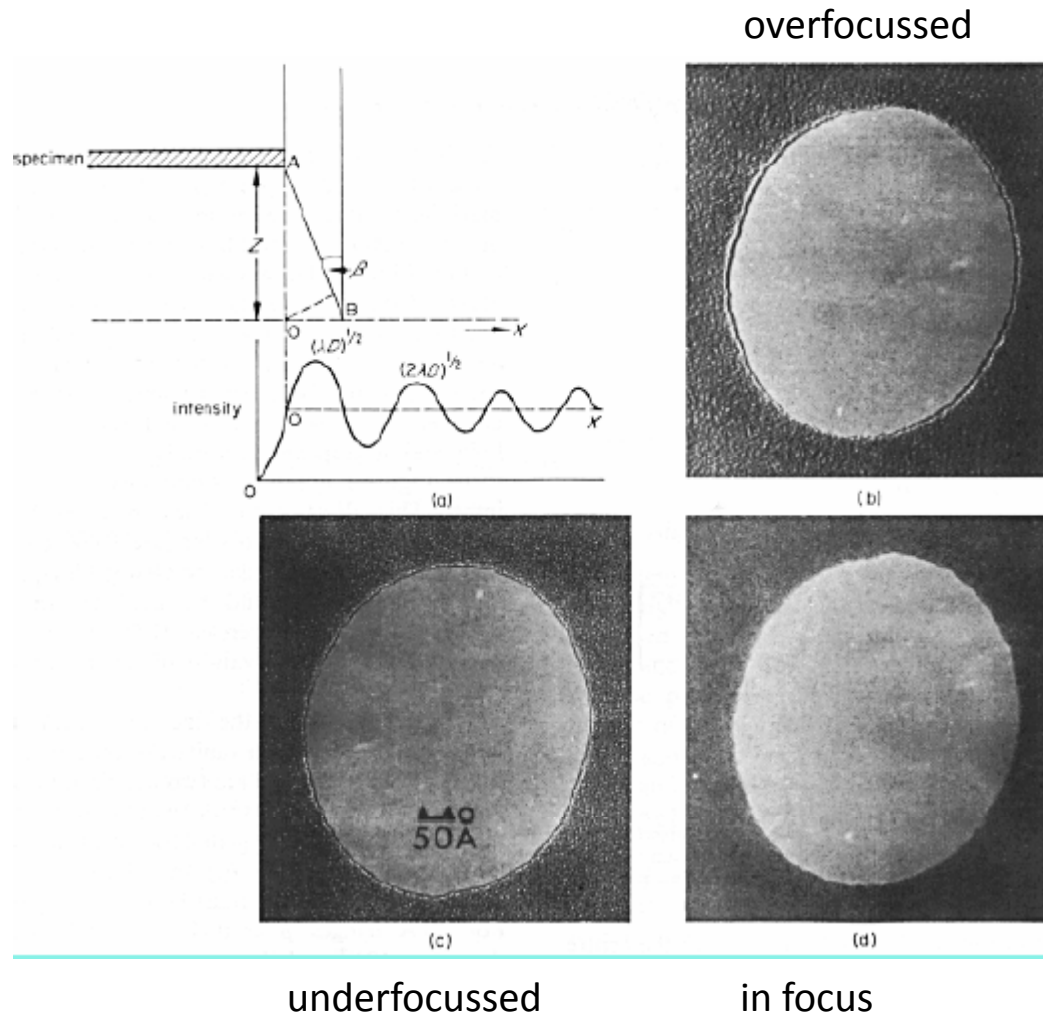 overfocussed
specimen
A
Z
β
B
O
x
(λD)^1/2
(2λD)^1/2
intensity
O
x
O
(a)
(b)
50A
(c)
(d)
underfocussed
in focus